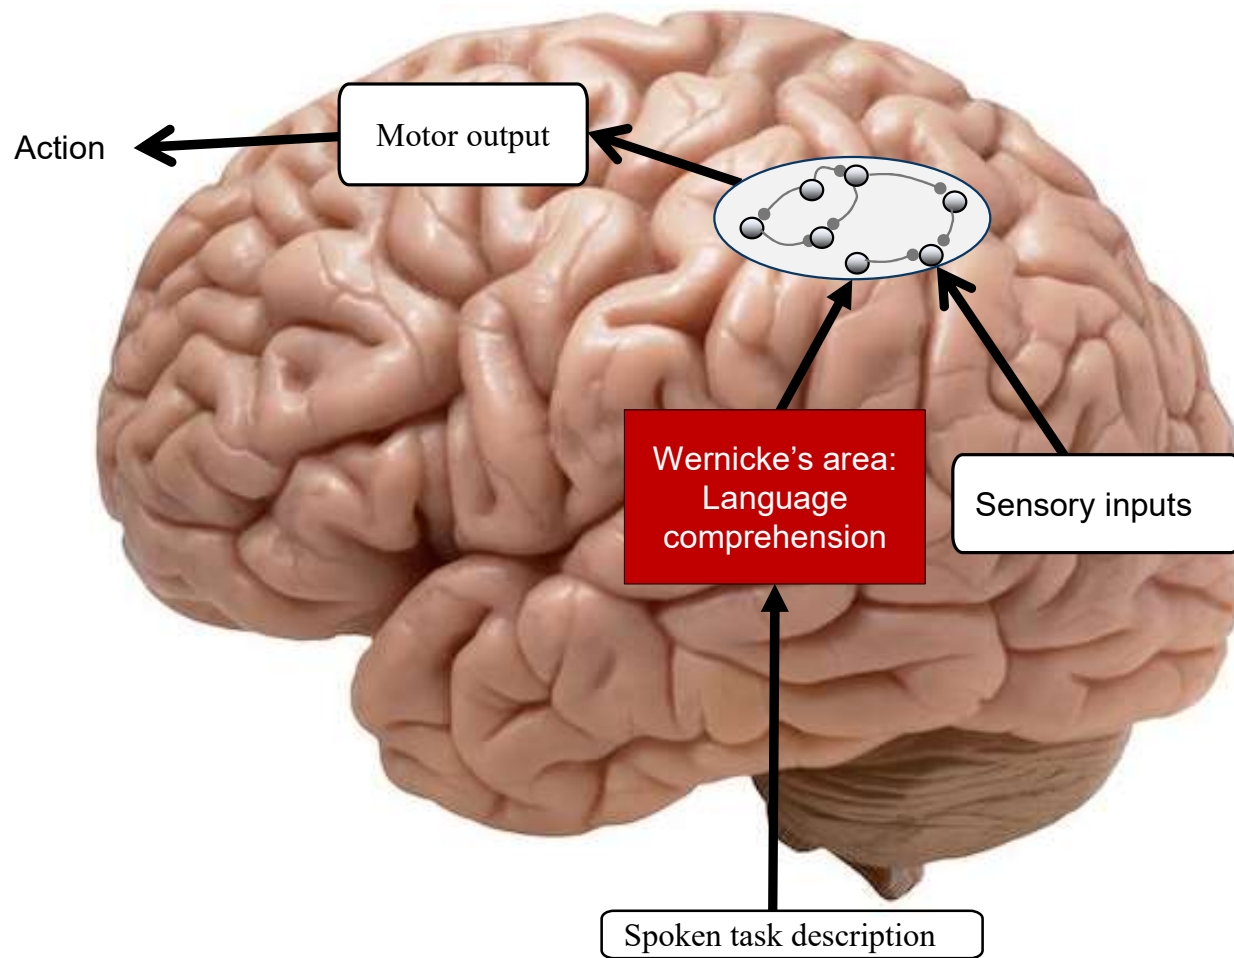 Motor output
Action
Wernicke’s area:
Language
comprehension
Sensory inputs
Spoken task description